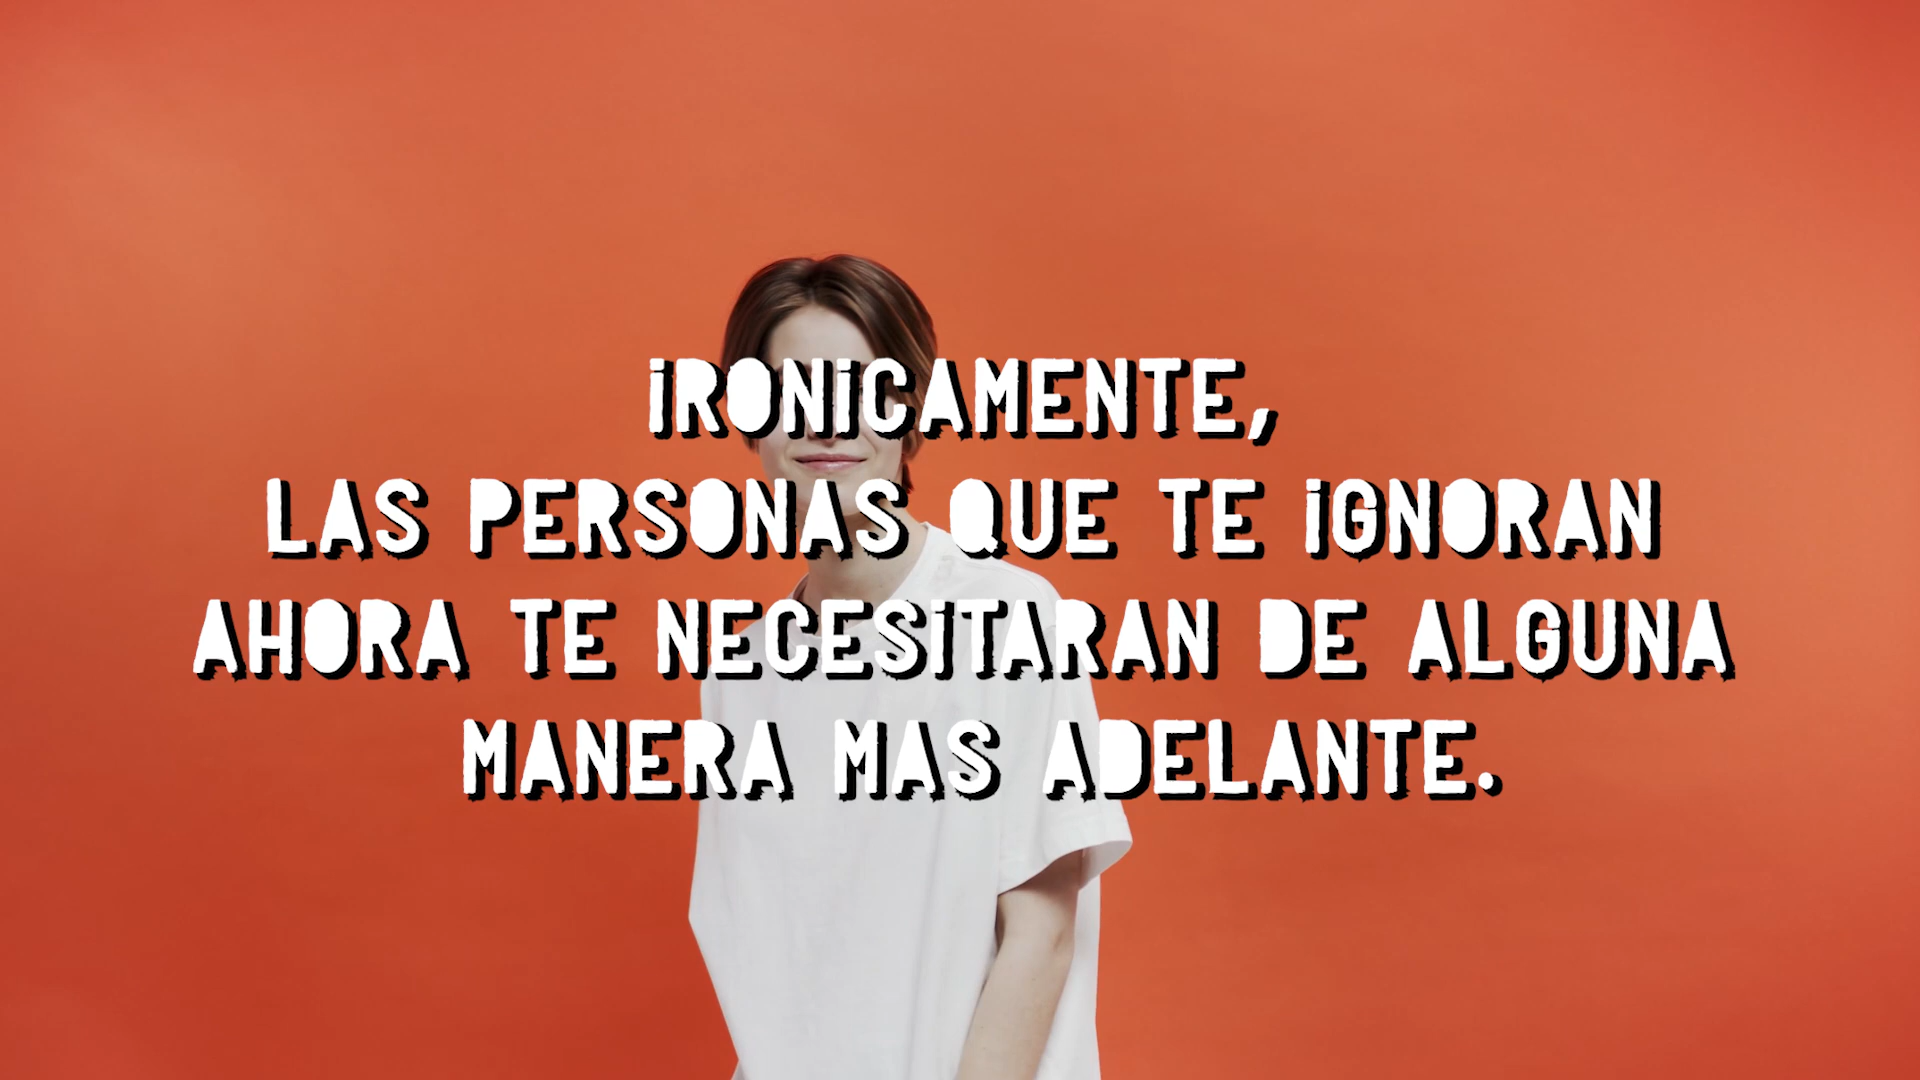 IRONICAMENTE,
LAS PERSONAS QUE TE IGNORAN
AHORA TE NECESITARAN DE ALGUNA
MANERA MAS ADELANTE.